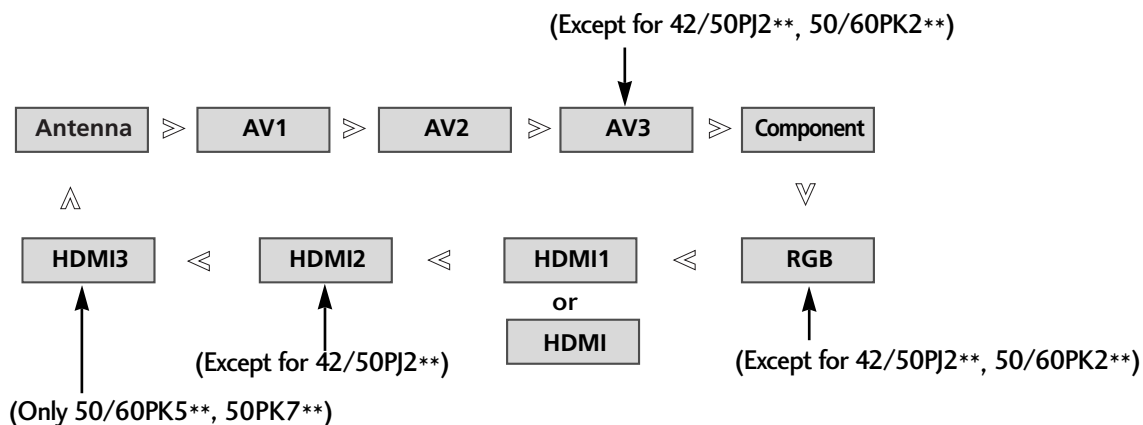 (Except for 42/50PJ2**, 50/60PK2**)
Antenna AV1 AV2 AV3 Component
HDMI3 HDMI2 HDMI1 RGB
or
HDMI
(Except for 42/50PJ2**)
(Except for 42/50PJ2**, 50/60PK2**)
(Only 50/60PK5**, 50PK7**)